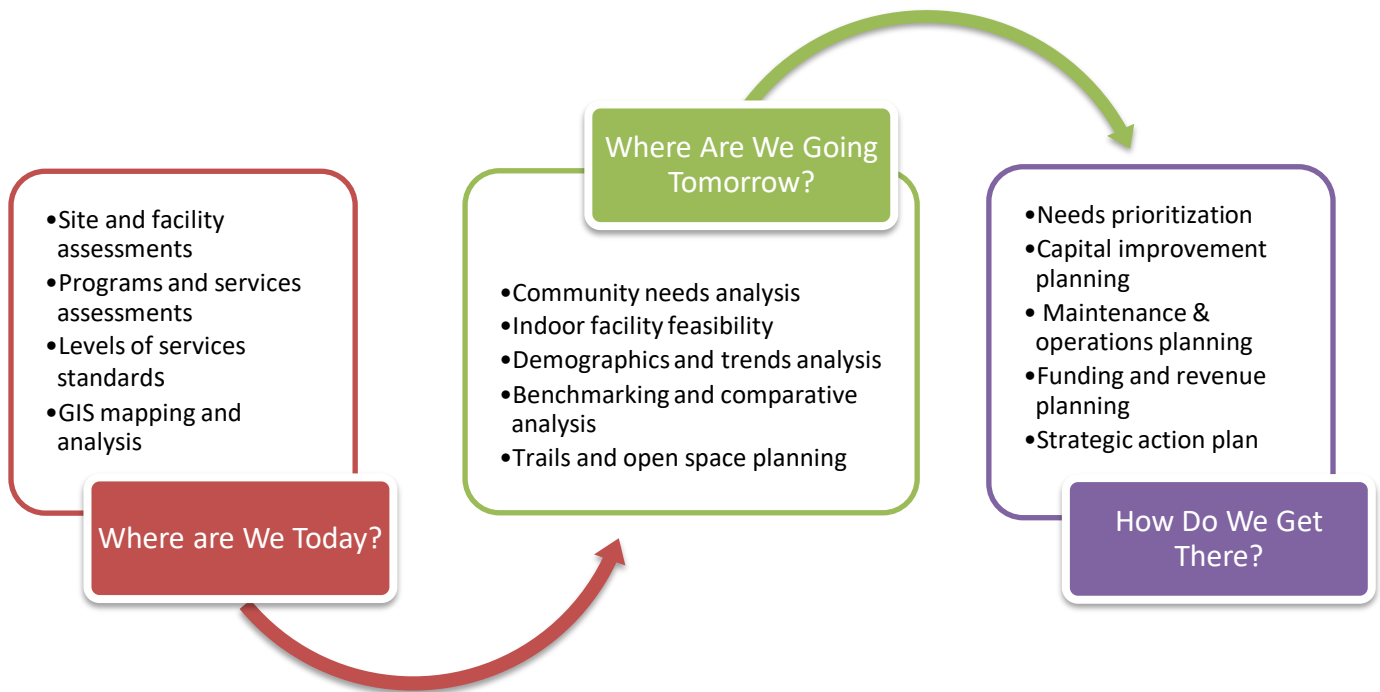 •Site and facility
assessments
•Programs and services
assessments
•Levels of services
standards
•GIS mapping and
analysis
Where are We Today?
Where Are We Going
Tomorrow?
•Community needs analysis
•Indoor facility feasibility
•Demographics and trends analysis
•Benchmarking and comparative
analysis
•Trails and open space planning
•Needs prioritization
•Capital improvement
planning
• Maintenance &
operations planning
•Funding and revenue
planning
•Strategic action plan
How Do We Get
There?